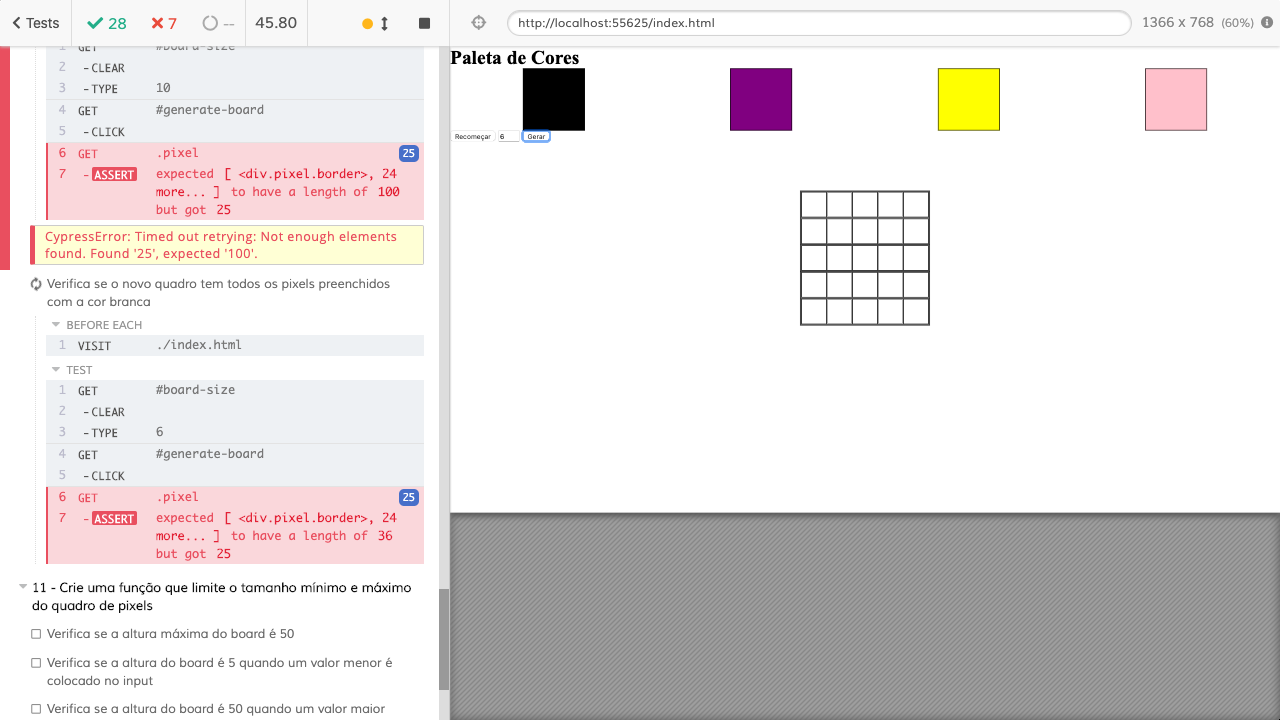 Tests
28
7
--
45.80
http://localhost:55625/index.html
1366 x 768 (60%)
1 GET #board-size
2 -CLEAR
3 -TYPE 10
4 GET #generate-board
5 -CLICK
6 GET .pixel 25
7 -ASSERT expected [ <div.pixel.border>, 24
more... ] to have a length of 100
but got 25
CypressError: Timed out retrying: Not enough elements
found. Found '25', expected '100'.
Verifica se o novo quadro tem todos os pixels preenchidos
com a cor branca
BEFORE EACH
1 VISIT ./index.html
TEST
1 GET #board-size
2 -CLEAR
3 -TYPE 6
4 GET #generate-board
5 -CLICK
6 GET .pixel 25
7 -ASSERT expected [ <div.pixel.border>, 24
more... ] to have a length of 36
but got 25
11 - Crie uma função que limite o tamanho mínimo e máximo
do quadro de pixels
Verifica se a altura máxima do board é 50
Verifica se a altura do board é 5 quando um valor menor é
colocado no input
Verifica se a altura do board é 50 quando um valor maior
Paleta de Cores
Recomeçar 6 Gerar